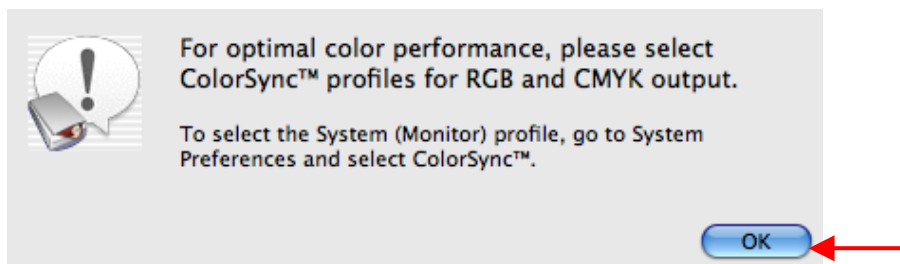 For optimal color performance, please select
ColorSync™ profiles for RGB and CMYK output.
To select the System (Monitor) profile, go to System
Preferences and select ColorSync™.
OK